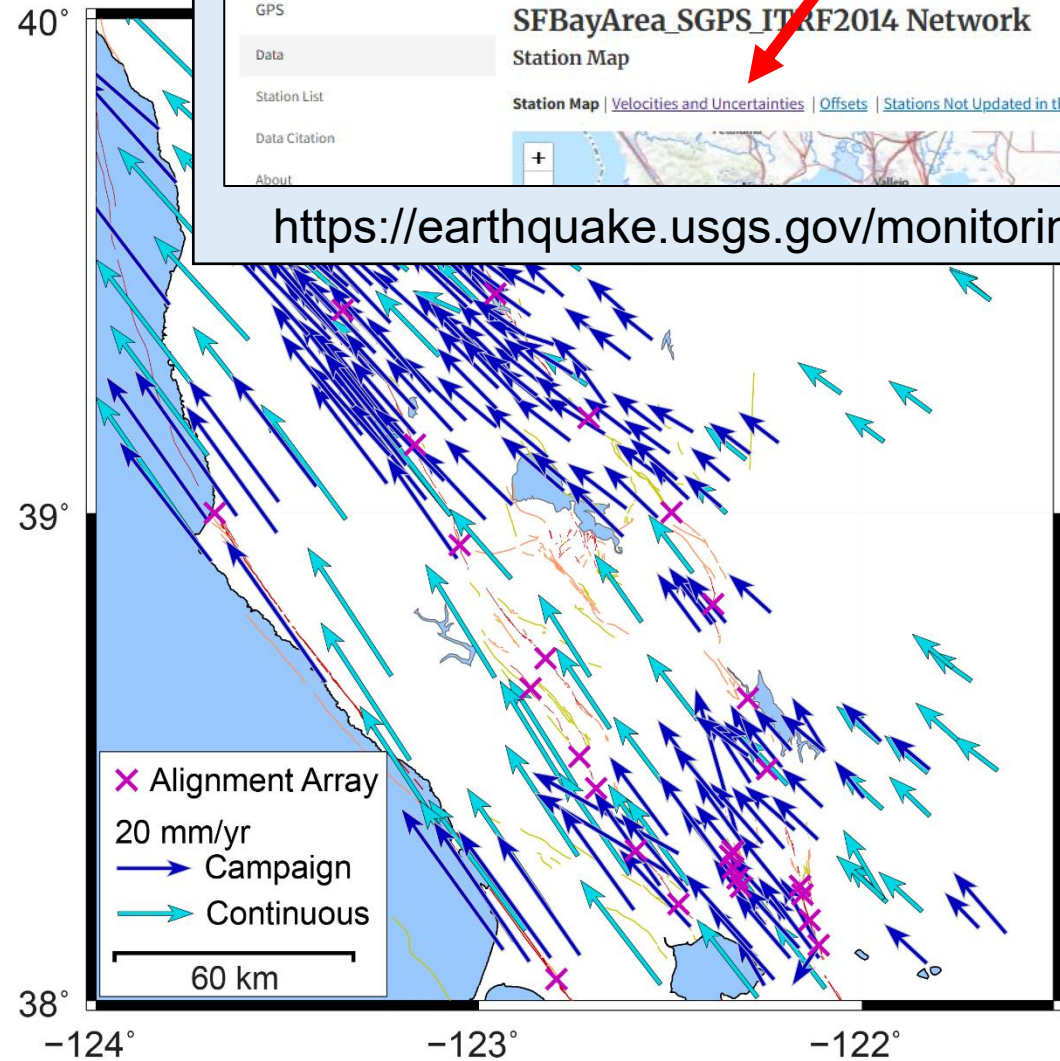 40°
GPS
Data
Station List
Data Citation
About
SFBayArea_SGPS_ITRF2014 Network
Station Map
Station Map | Velocities and Uncertainties | Offsets | Stations Not Updated in th
+
Vallejo
https://earthquake.usgs.gov/monitorin
39°
Alignment Array
20 mm/yr
Campaign
Continuous
60 km
38°
−124°
−123°
−122°